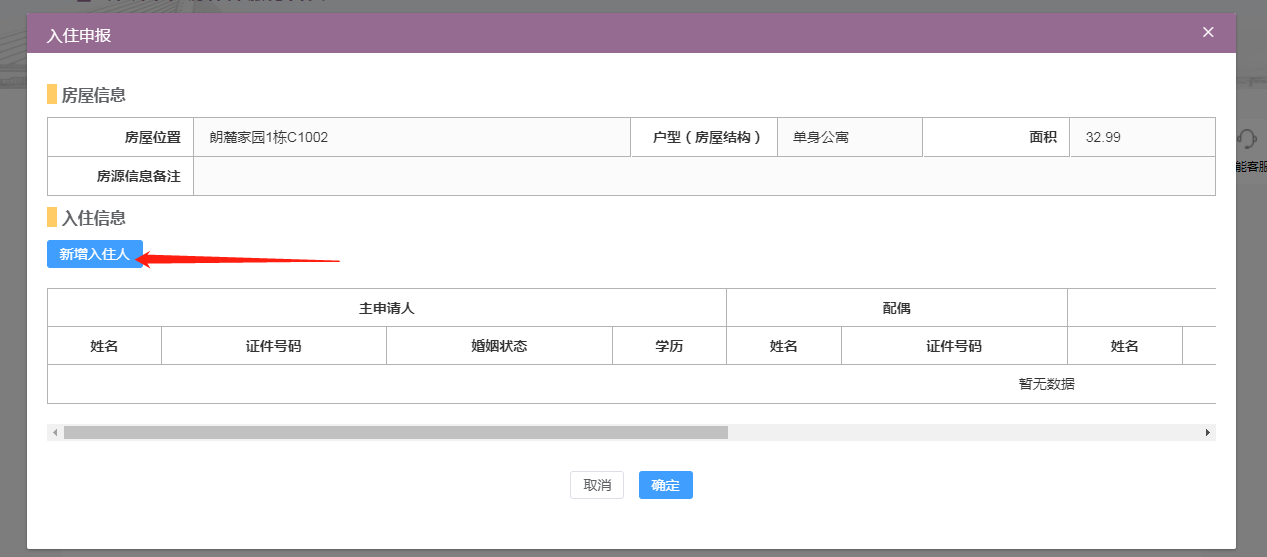 入住申报
房屋信息
房屋位置 朗麓家园1栋C1002 户型（房屋结构） 单身公寓 面积 32.99
房源信息备注
能客服
入住信息
新增入住人
主申请人 配偶
姓名 证件号码 婚姻状态 学历 姓名 证件号码 姓名
暂无数据
取消 确定